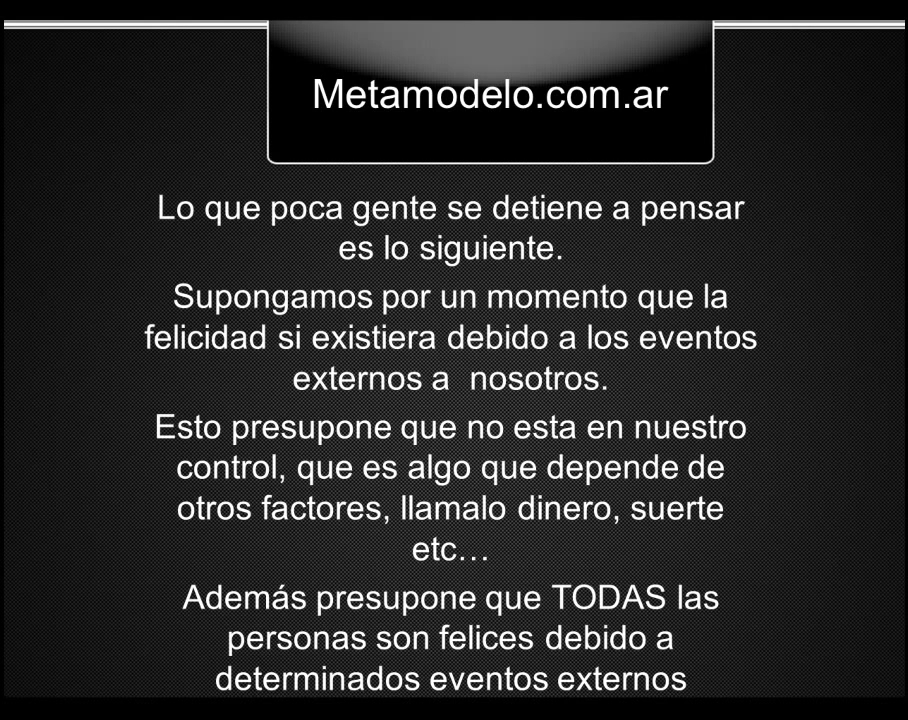 Metamodelo.com.ar
Lo que poca gente se detiene a pensar
es lo siguiente.
Supongamos por un momento que la
felicidad si existiera debido a los eventos
externos a  nosotros.
Esto presupone que no esta en nuestro
control, que es algo que depende de
otros factores, llamalo dinero, suerte
etc…
Además presupone que TODAS las
personas son felices debido a
determinados eventos externos